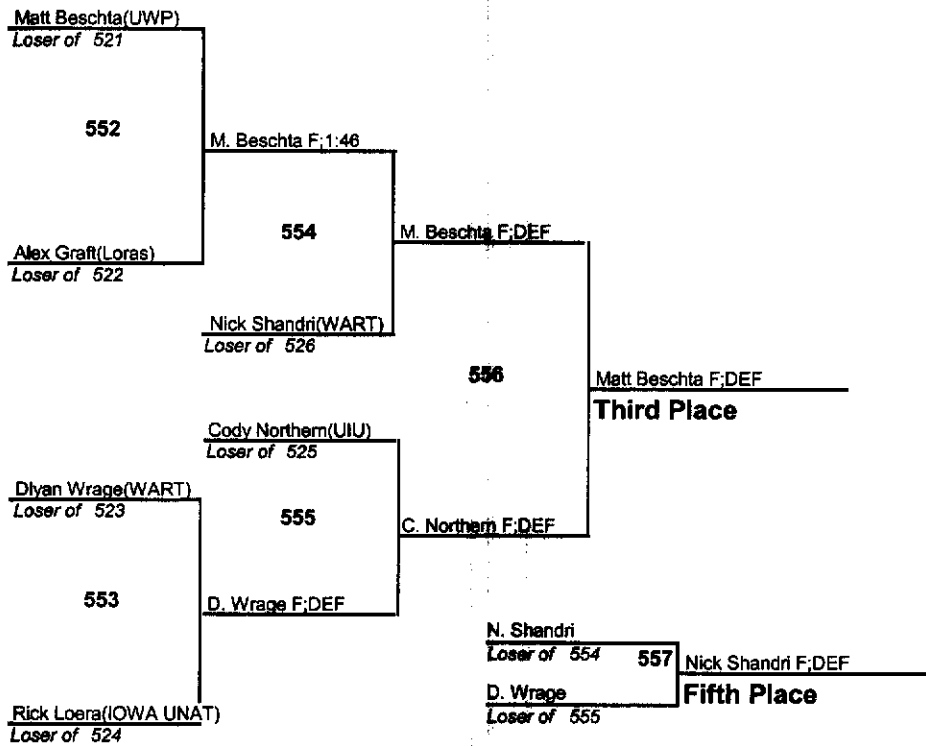 Matt Beschta(UWP)
Loser of 521
552
M. Beschta F;1:46
554
M. Beschta F;DEF
Alex Graft(Loras)
Loser of 522
Nick Shandri(WART)
Loser of 526
556
Matt Beschta F;DEF
Third Place
Cody Northern(UIU)
Loser of 525
Dlyan Wrage(WART)
Loser of 523
555
C. Northern F;DEF
553
D. Wrage F;DEF
N. Shandri
Loser of 554
557
Nick Shandri F;DEF
Fifth Place
D. Wrage
Loser of 555
Rick Loera(IOWA UNAT)
Loser of 524